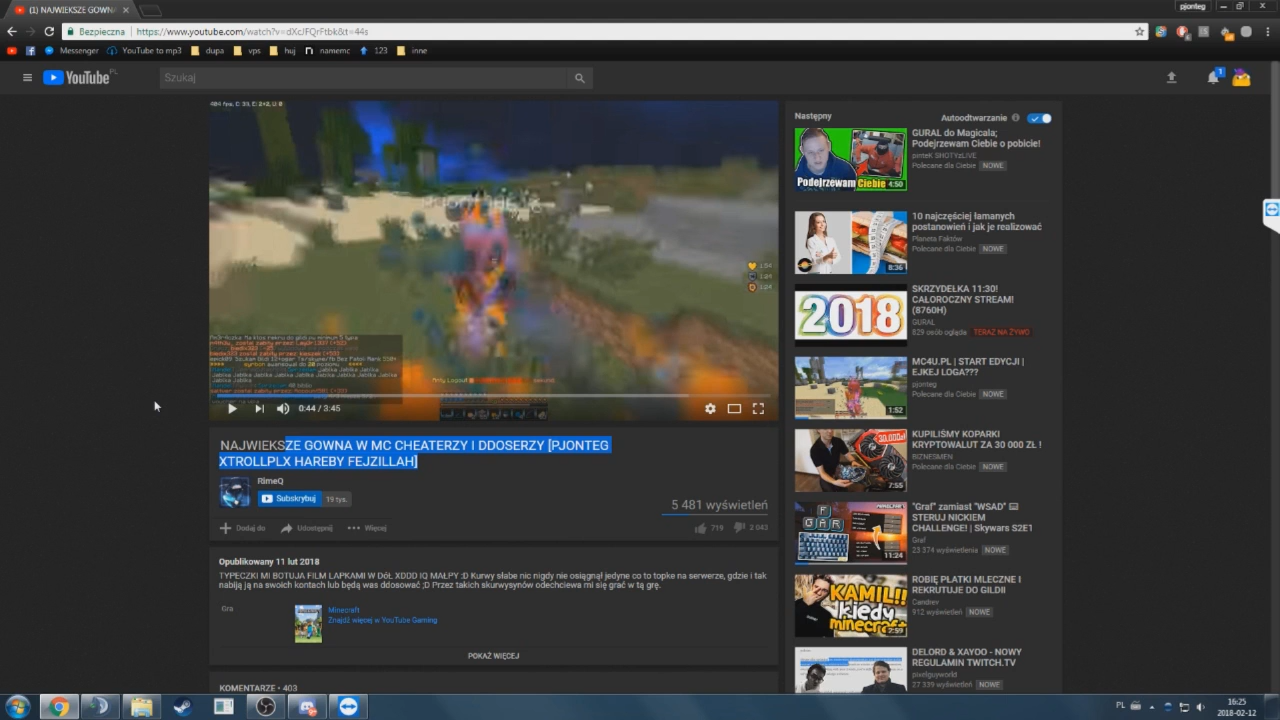 (1) NAJWIEKSZE GOWN
pjonteg
Bezpieczna
https://www.youtube.com/watch?v=dXcJFQrFtbk&t=44s
Messenger
YouTube to mp3
dupa
vps
huj
namemc
123
inne
YouTube PL
Szukaj
1
0:44 / 3:45
NAJWIEKSZE GOWNA W MC CHEATERZY I DDOSERZY [PJONTEG
XTROLLPLX HAREBY FEJZILLAH]
RimeQ
Subskrybuj 19 tys.
5 481 wyświetleń
Dodaj do
Udostępnij
Więcej
719
2 043
Opublikowany 11 lut 2018
TYPECZKI MI BOTUJA FILM LAPKAMI W DÓŁ XDDD IQ MAŁPY :D Kurwy słabe nic nigdy nie osiągnął jedyne co to topke na serwerze, gdzie i tak
nabiją ją na swoich kontach lub będą was ddosować ;D Przez takich skurwysynów odechciewa mi się grać w tą grę.
Gra
Minecraft
Znajdź więcej w YouTube Gaming
POKAŻ WIĘCEJ
KOMENTARZE • 403
Następny
Autoodtwarzanie
Podejrzewam Ciebie
4:50
GURAL do Magicala;
Podejrzewam Ciebie o pobicie!
pinteK SHOTYzLIVE
Polecane dla Ciebie NOWE
8:36
10 najczęściej łamanych
postanowień i jak je realizować
Planeta Faktów
Polecane dla Ciebie NOWE
2018
SKRZYDEŁKA 11:30!
CAŁOROCZNY STREAM!
(8760H)
GURAL
829 osób ogląda TERAZ NA ŻYWO
1:52
MC4U.PL | START EDYCJI |
EJKEJ LOGA???
pjonteg
Polecane dla Ciebie NOWE
30.000zł
7:55
KUPILIŚMY KOPARKI
KRYPTOWALUT ZA 30 000 ZŁ !
BIZNESMEN
Polecane dla Ciebie NOWE
11:24
"Graf" zamiast "WSAD"
STERUJ NICKIEM
CHALLENGE! | Skywars S2E1
Graf
23 374 wyświetlenia NOWE
KAMIL!!
kiedy
minecraft
2:59
ROBIĘ PŁATKI MLECZNE I
REKRUTUJE DO GILDII
Candrev
912 wyświetleń NOWE
DELORD & XAYOO - NOWY
REGULAMIN TWITCH.TV
pixelguyworld
27 339 wyświetleń NOWE
PL
16:25
2018-02-12